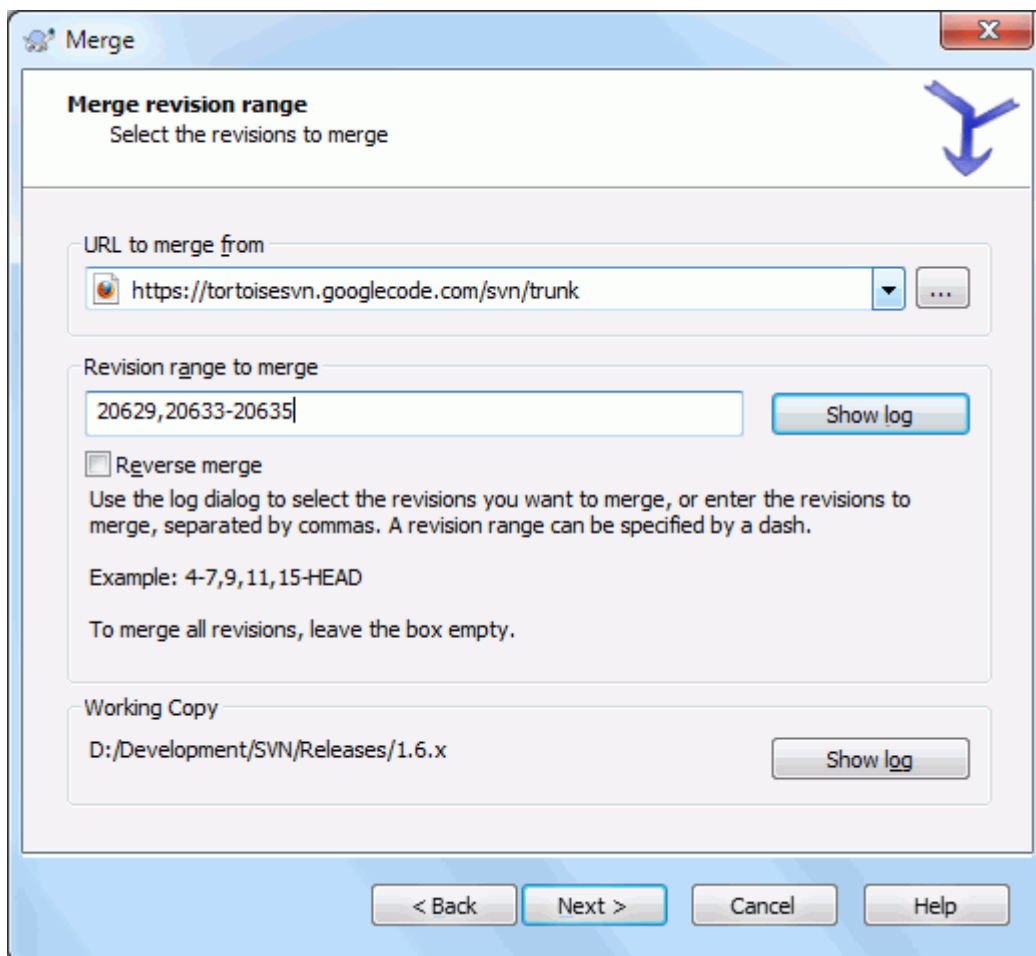 Merge
Merge revision range
Select the revisions to merge
URL to merge from
https://tortoisesvn.googlecode.com/svn/trunk
...
Revision range to merge
20629,20633-20635
Show log
Reverse merge
Use the log dialog to select the revisions you want to merge, or enter the revisions to
merge, separated by commas. A revision range can be specified by a dash.
Example: 4-7,9,11,15-HEAD
To merge all revisions, leave the box empty.
Working Copy
D:/Development/SVN/Releases/1.6.x
Show log
< Back
Next >
Cancel
Help